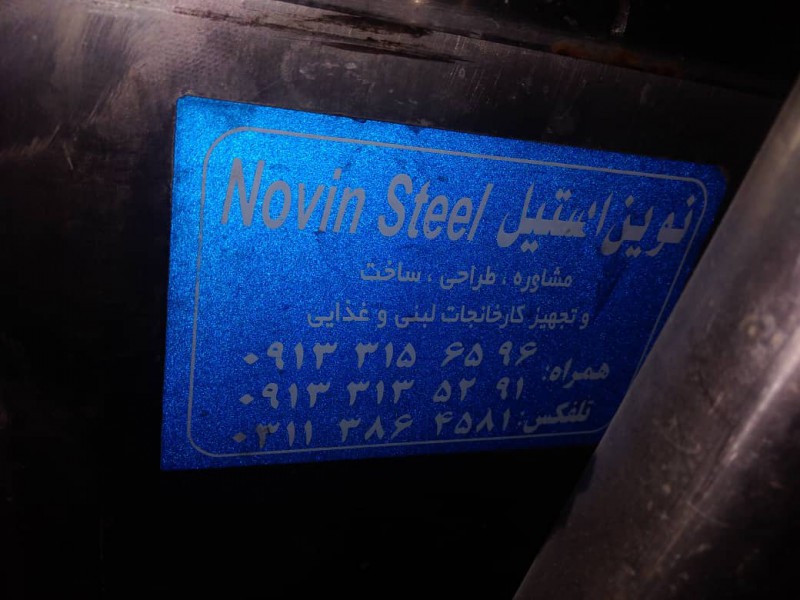 Novin Steel نوین استیل
مشاوره ، طراحی ، ساخت
و تجهیز کارخانجات لبنی و غذایی
همراه: ۰۹۱۳ ۳۱۵ ۶۵ ۹۶
۰۹۱۳ ۳۱۳ ۵۲ ۹۱
تلفکس: ۰۳۱۱ ۳۸۶ ۴۵۸۱